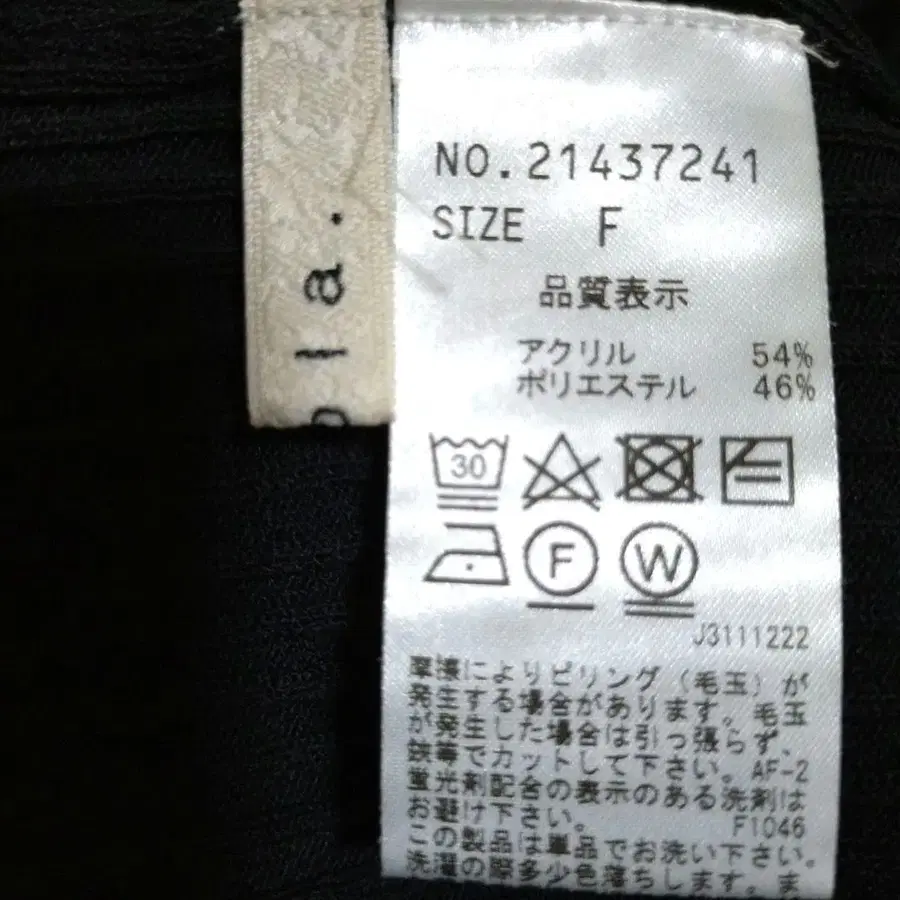 la.
NO.21437241
SIZE F
品質表示
アクリル 54%
ポリエステル 46%
30
F W
J3111222
摩擦によりピリング(毛玉)が
発生する場合があります。毛玉
が発生した場合は引っ張らず、
鋏等でカットして下さい。AF-2
蛍光剤配合の表示のある洗剤は
お避け下さい。 F1046
この製品は単品でお洗い下さい。
洗濯の際多少色落ちします。ま